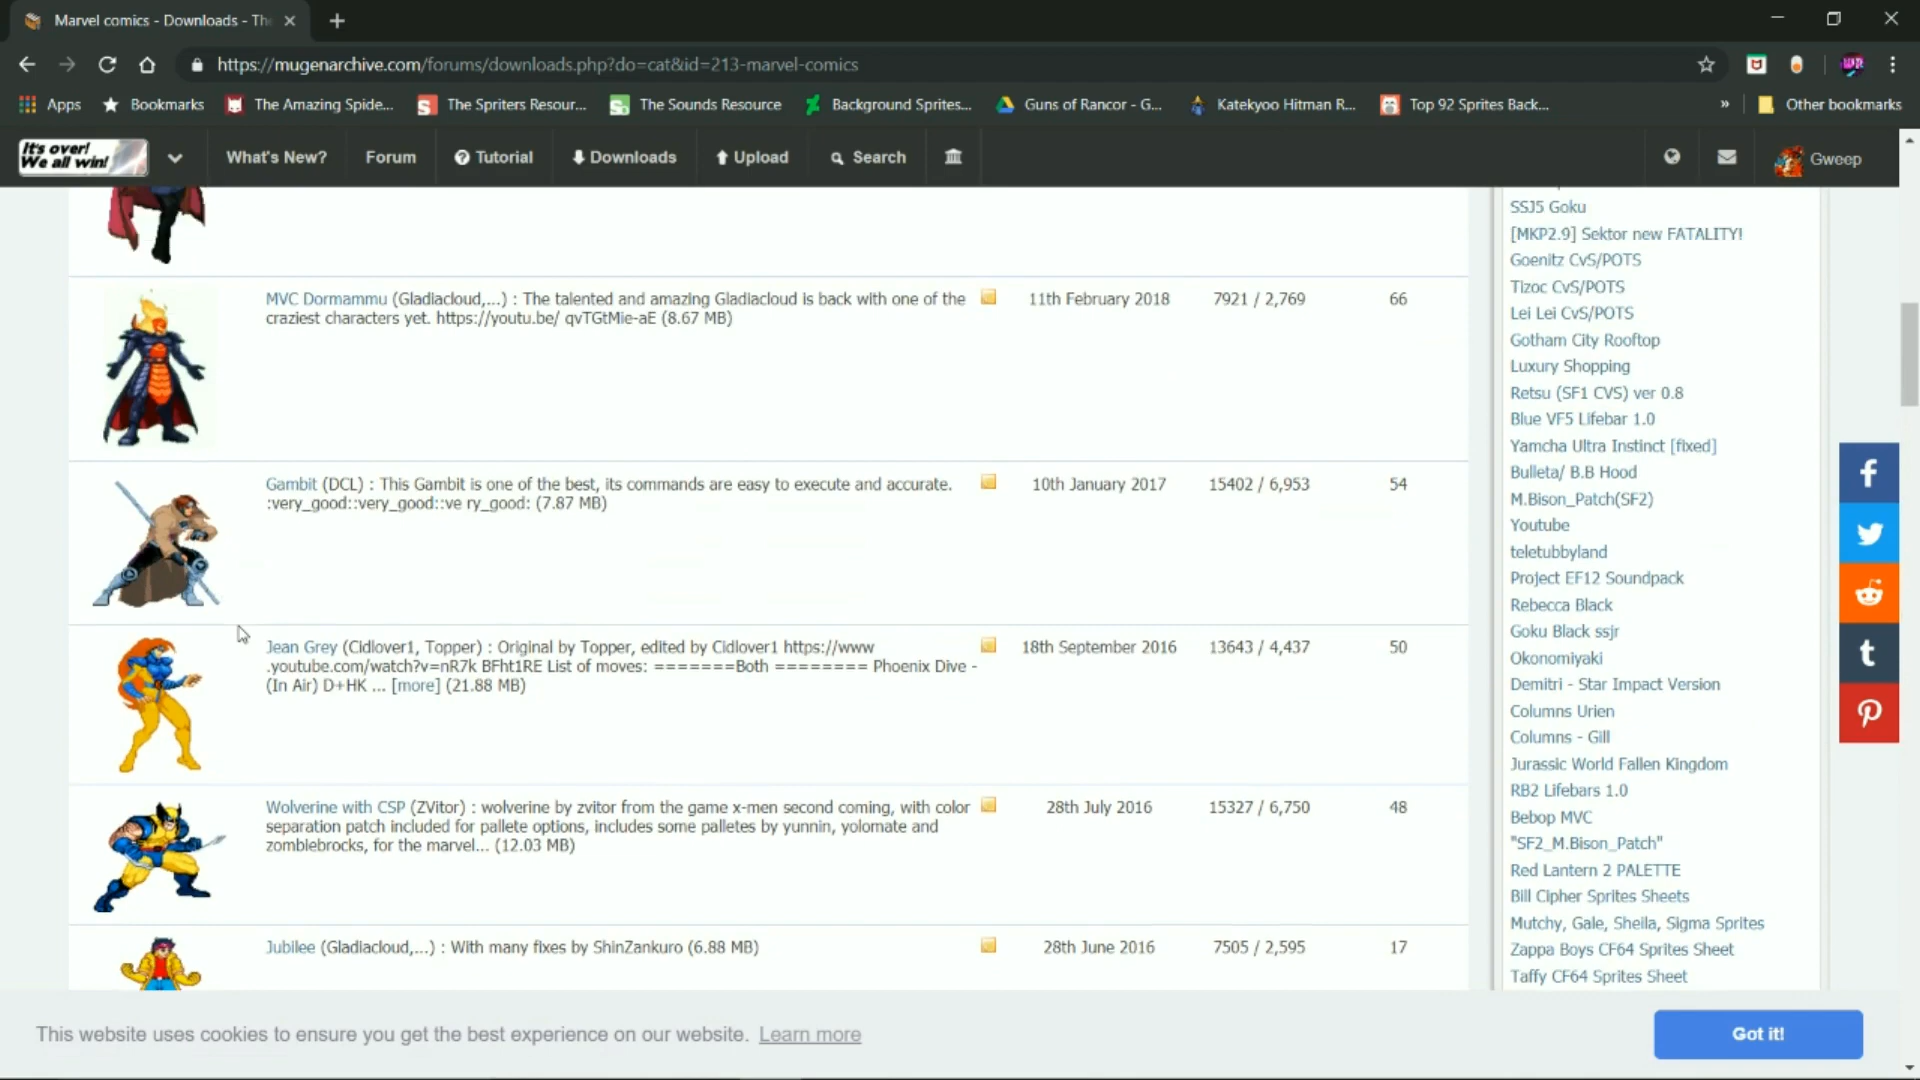 Marvel comics - Downloads - The
https://mugenarchive.com/forums/downloads.php?do=cat&id=213-marvel-comics
Apps
Bookmarks
The Amazing Spide...
The Spriters Resour...
The Sounds Resource
Background Sprites...
Guns of Rancor - G...
Katekyoo Hitman R...
Top 92 Sprites Back...
»
Other bookmarks
It's over!
We all win!
What's New?
Forum
Tutorial
Downloads
Upload
Search
Gweep
MVC Dormammu (Gladiacloud,...) : The talented and amazing Gladiacloud is back with one of the
craziest characters yet. https://youtu.be/ qvTGtMie-aE (8.67 MB)
11th February 2018
7921 / 2,769
66
Gambit (DCL) : This Gambit is one of the best, its commands are easy to execute and accurate.
:very_good::very_good::ve ry_good: (7.87 MB)
10th January 2017
15402 / 6,953
54
Jean Grey (Cidlover1, Topper) : Original by Topper, edited by Cidlover1 https://www
.youtube.com/watch?v=nR7k BFht1RE List of moves: =======Both ======== Phoenix Dive -
(In Air) D+HK ... [more] (21.88 MB)
18th September 2016
13643 / 4,437
50
Wolverine with CSP (ZVitor) : wolverine by zvitor from the game x-men second coming, with color
separation patch included for pallete options, includes some palletes by yunnin, yolomate and
zombiebrocks, for the marvel... (12.03 MB)
28th July 2016
15327 / 6,750
48
Jubilee (Gladiacloud,...) : With many fixes by ShinZankuro (6.88 MB)
28th June 2016
7505 / 2,595
17
SSJ5 Goku
[MKP2.9] Sektor new FATALITY!
Goenitz CvS/POTS
Tizoc CvS/POTS
Lei Lei CvS/POTS
Gotham City Rooftop
Luxury Shopping
Retsu (SF1 CVS) ver 0.8
Blue VF5 Lifebar 1.0
Yamcha Ultra Instinct [fixed]
Bulleta/ B.B Hood
M.Bison_Patch(SF2)
Youtube
teletubbyland
Project EF12 Soundpack
Rebecca Black
Goku Black ssjr
Okonomiyaki
Demitri - Star Impact Version
Columns Urien
Columns - Gill
Jurassic World Fallen Kingdom
RB2 Lifebars 1.0
Bebop MVC
"SF2_M.Bison_Patch"
Red Lantern 2 PALETTE
Bill Cipher Sprites Sheets
Mutchy, Gale, Sheila, Sigma Sprites
Zappa Boys CF64 Sprites Sheet
Taffy CF64 Sprites Sheet
This website uses cookies to ensure you get the best experience on our website. Learn more
Got it!